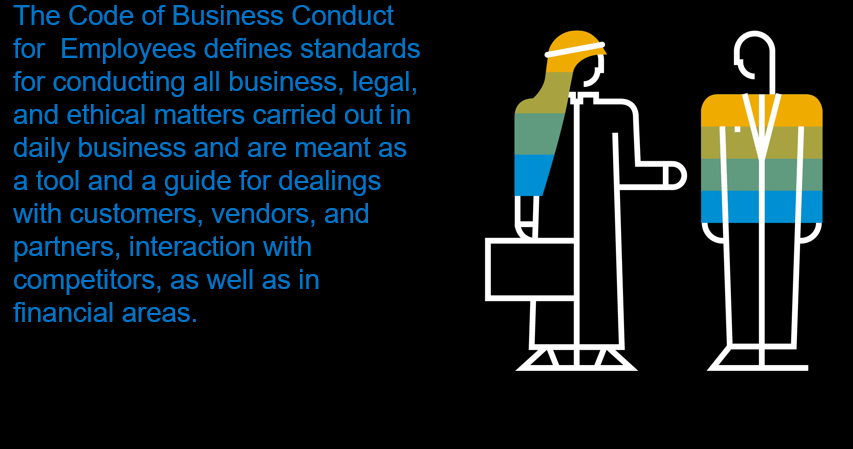 The Code of Business Conduct
for  Employees defines standards
for conducting all business, legal,
and ethical matters carried out in
daily business and are meant as
a tool and a guide for dealings
with customers, vendors, and
partners, interaction with
competitors, as well as in
financial areas.